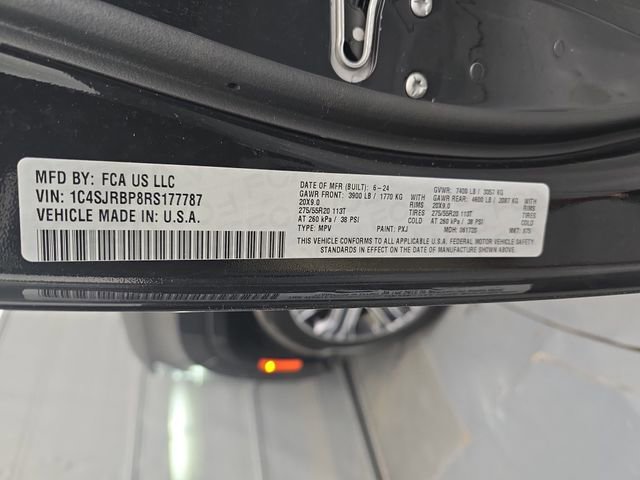 MFD BY: FCA US LLC
VIN: 1C4SJRBP8RS177787
VEHICLE MADE IN U.S.A.
DATE OF MFR (BUILT): 6-24
GAWR FRONT: 3900 LB / 1770 KG WITH
20X9.0 RIMS
275/55R20 113T TIRES
AT 260 kPa / 38 PSI COLD
TYPE: MPV PAINT: PXJ
GVWR: 7400 LB / 3357 KG
GAWR REAR: 4600 LB / 2087 KG WITH
20X9.0 RIMS
275/55R20 113T TIRES
AT 260 kPa / 38 PSI COLD
MDH: 061720 MKT:
THIS VEHICLE CONFORMS TO ALL APPLICABLE U.S.A. FEDERAL MOTOR VEHICLE SAFETY
STANDARDS IN EFFECT ON THE DATE OF MANUFACTURE SHOWN ABOVE.